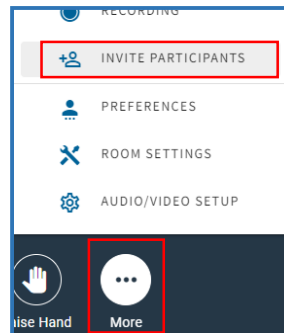 RECORDING
INVITE PARTICIPANTS
PREFERENCES
ROOM SETTINGS
AUDIO/VIDEO SETUP
ise Hand
More